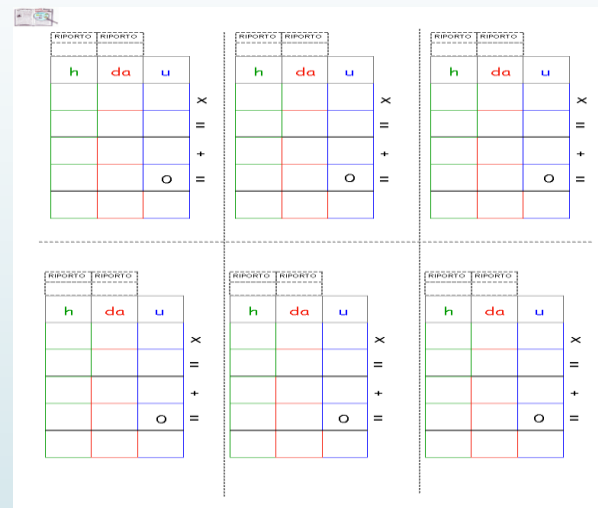 RIPORTO RIPORTO RIPORTO RIPORTO RIPORTO RIPORTO
h da u h da u h da u
x x x
= = =
+ + +
0 = 0 = 0 =
RIPORTO RIPORTO RIPORTO RIPORTO RIPORTO RIPORTO
h da u h da u h da u
x x x
= = =
+ + +
0 = 0 = 0 =